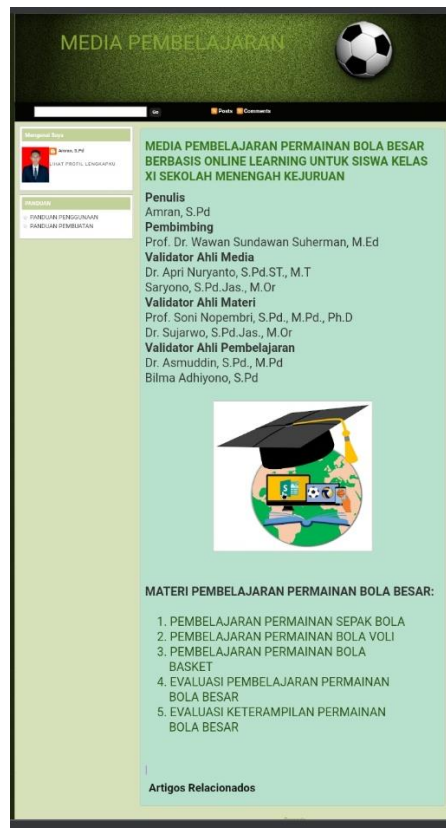 MEDIA PEMBELAJARAN
Go
Posts
Comments
Mengenai Saya
Amran, S.Pd
LIHAT PROFIL LENGKAPKU
PANDUAN
PANDUAN PENGGUNAAN
PANDUAN PEMBUATAN
MEDIA PEMBELAJARAN PERMAINAN BOLA BESAR
BERBASIS ONLINE LEARNING UNTUK SISWA KELAS
XI SEKOLAH MENENGAH KEJURUAN
Penulis
Amran, S.Pd
Pembimbing
Prof. Dr. Wawan Sundawan Suherman, M.Ed
Validator Ahli Media
Dr. Apri Nuryanto, S.Pd.ST., M.T
Saryono, S.Pd.Jas., M.Or
Validator Ahli Materi
Prof. Soni Nopembri, S.Pd., M.Pd., Ph.D
Dr. Sujarwo, S.Pd.Jas., M.Or
Validator Ahli Pembelajaran
Dr. Asmuddin, S.Pd., M.Pd
Bilma Adhiyono, S.Pd
MATERI PEMBELAJARAN PERMAINAN BOLA BESAR:
1. PEMBELAJARAN PERMAINAN SEPAK BOLA
2. PEMBELAJARAN PERMAINAN BOLA VOLI
3. PEMBELAJARAN PERMAINAN BOLA
BASKET
4. EVALUASI PEMBELAJARAN PERMAINAN
BOLA BESAR
5. EVALUASI KETERAMPILAN PERMAINAN
BOLA BESAR
Artigos Relacionados